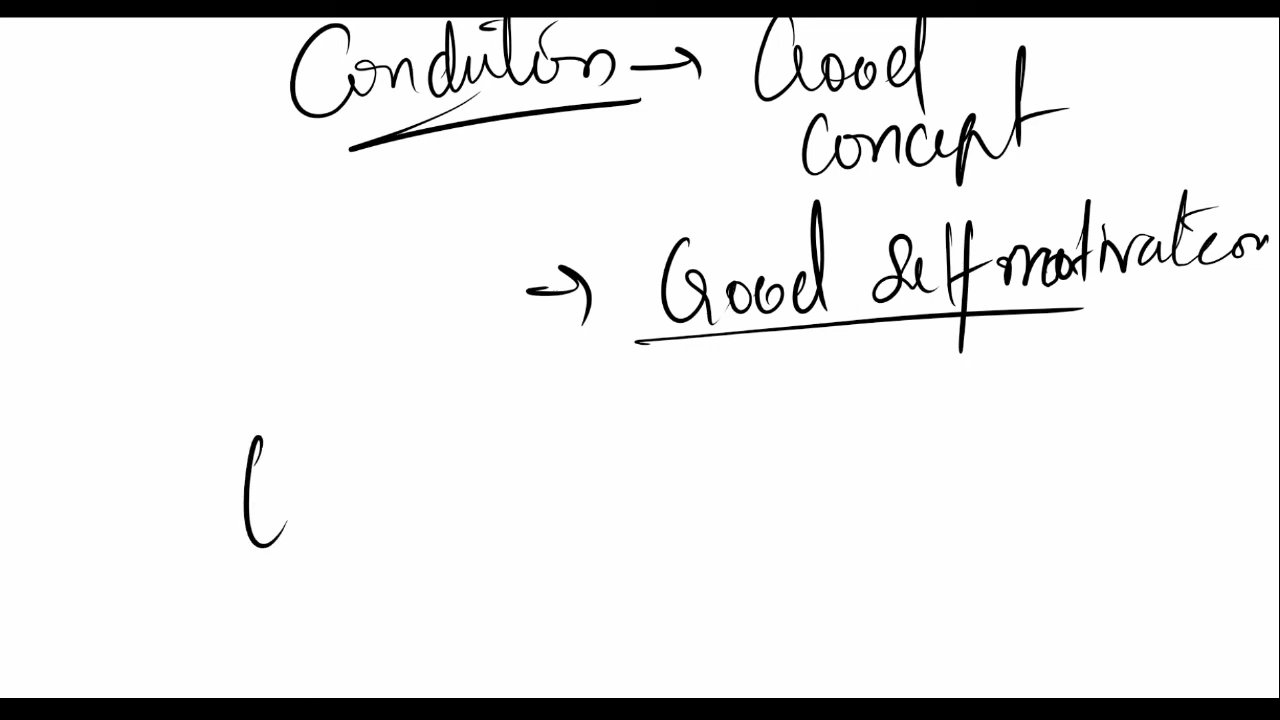 Condition → Good
concept
→ Good self motivation
C